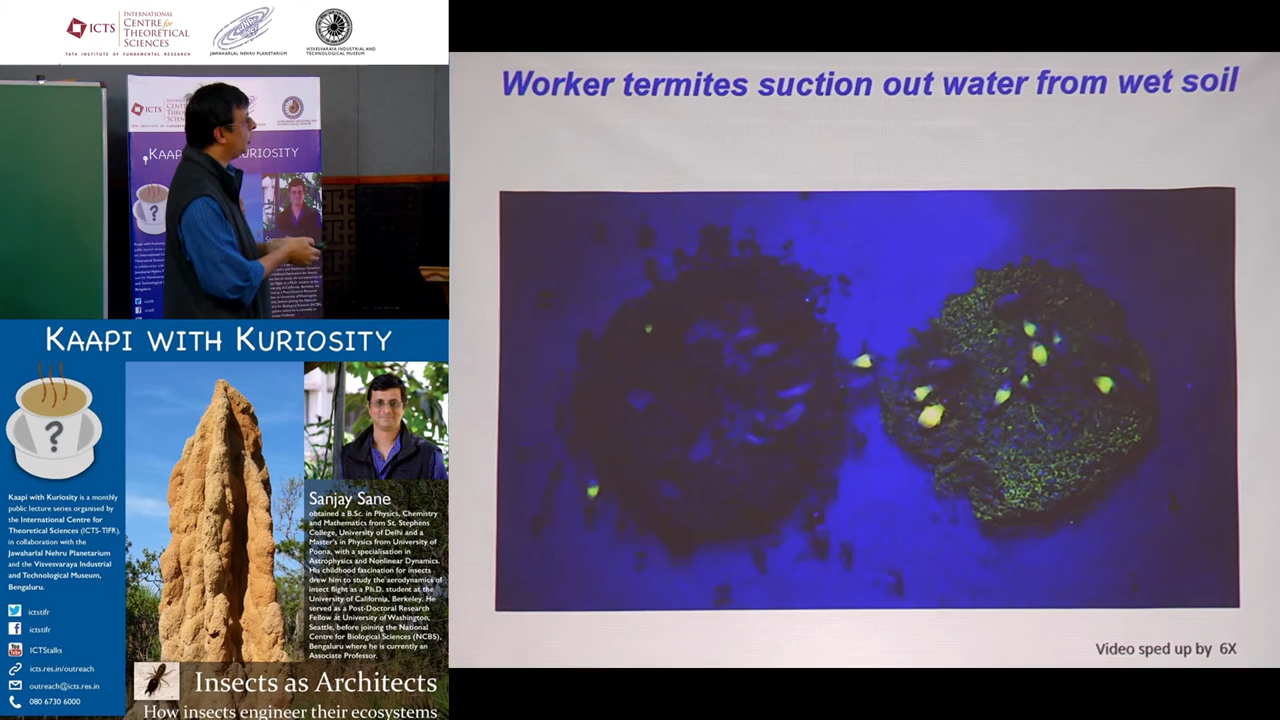 ICTS
INTERNATIONAL
CENTRE for
THEORETICAL
SCIENCES
TATA INSTITUTE OF FUNDAMENTAL RESEARCH
JAWAHARLAL NEHRU PLANETARIUM
VISVESVARAYA INDUSTRIAL AND
TECHNOLOGICAL MUSEUM
ICTS
KAAPI
KURIOSITY
Worker termites suction out water from wet soil
Video sped up by 6X
KAAPI WITH KURIOSITY
?
Kaapi with Kuriosity is a monthly
public lecture series organised by
the International Centre for
Theoretical Sciences (ICTS-TIFR),
in collaboration with the
Jawaharlal Nehru Planetarium
and the Visvesvaraya Industrial
and Technological Museum,
Bengaluru.
ictstifr
ictstifr
ICTStalks
icts.res.in/outreach
outreach@icts.res.in
080 6730 6000
Sanjay Sane
obtained a B.Sc. in Physics, Chemistry
and Mathematics from St. Stephens
College, University of Delhi and a
Master's in Physics from University of
Poona, with a specialisation in
Astrophysics and Nonlinear Dynamics.
His childhood fascination for insects
drew him to study the aerodynamics of
insect flight as a Ph.D. student at the
University of California, Berkeley. He
served as a Post-Doctoral Research
Fellow at University of Washington,
Seattle, before joining the National
Centre for Biological Sciences (NCBS),
Bengaluru where he is currently an
Associate Professor.
Insects as Architects
How insects engineer their ecosystems